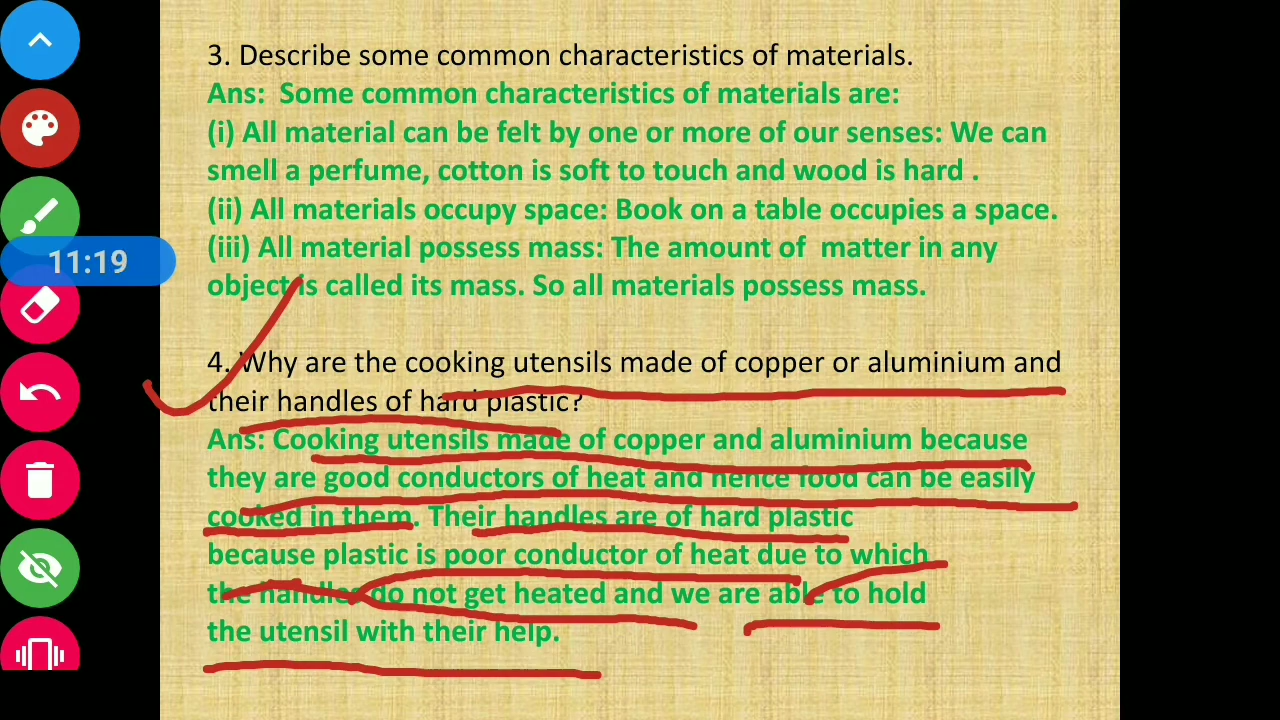 3. Describe some common characteristics of materials.
Ans: Some common characteristics of materials are:
(i) All material can be felt by one or more of our senses: We can
smell a perfume, cotton is soft to touch and wood is hard .
(ii) All materials occupy space: Book on a table occupies a space.
(iii) All material possess mass: The amount of matter in any
object is called its mass. So all materials possess mass.
11:19
4. Why are the cooking utensils made of copper or aluminium and
their handles of hard plastic?
Ans: Cooking utensils made of copper and aluminium because
they are good conductors of heat and hence food can be easily
cooked in them. Their handles are of hard plastic
because plastic is poor conductor of heat due to which
the handles do not get heated and we are able to hold
the utensil with their help.